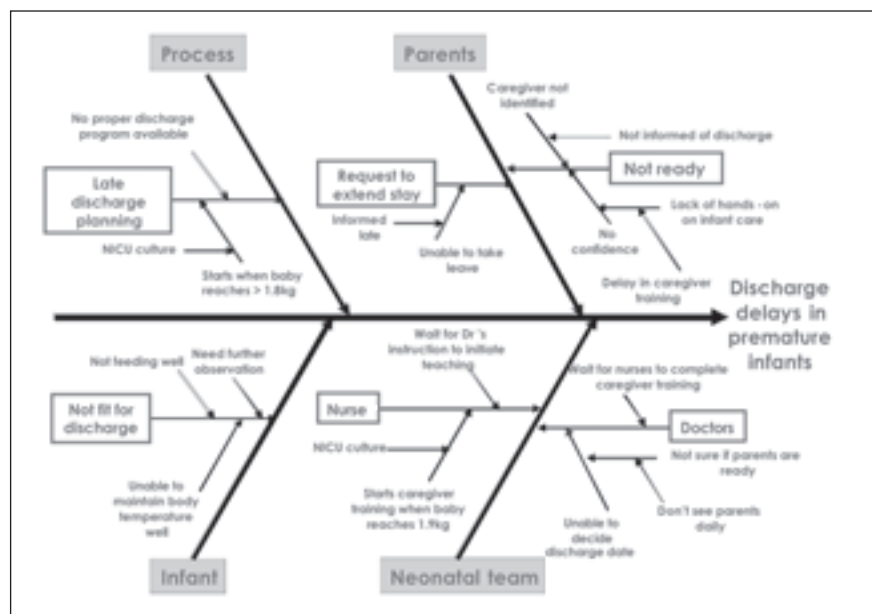 Process
Parents
Caregiver not
identified
No proper discharge
program available
Not informed of discharge
Late
discharge
planning
Request to
extend stay
Not ready
Informed
late
Lack of hands - on
on infant care
NICU culture
No
confidence
Unable to take
leave
Starts when baby
reaches > 1.8kg
Delay in caregiver
training
Discharge
delays in
premature
infants
Wait for Dr 's
instruction to initiate
teaching
Not feeding well
Need further
observation
Wait for nurses to complete
caregiver training
Not fit for
discharge
Nurse
Doctors
NICU culture
Not sure if parents are
ready
Unable to
maintain body
temperature
well
Starts caregiver
training when baby
reaches 1.9kg
Unable to
decide
discharge date
Don't see parents
daily
Infant
Neonatal team